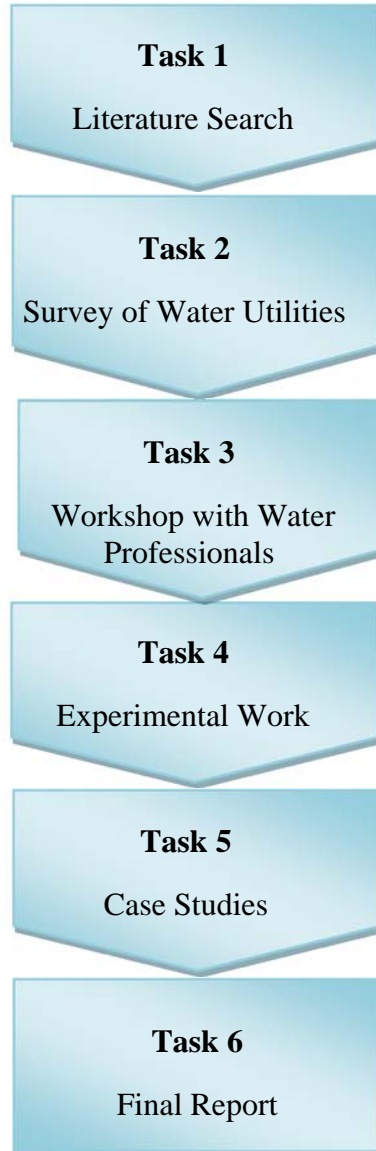 Task 1
Literature Search
Task 2
Survey of Water Utilities
Task 3
Workshop with Water
Professionals
Task 4
Experimental Work
Task 5
Case Studies
Task 6
Final Report